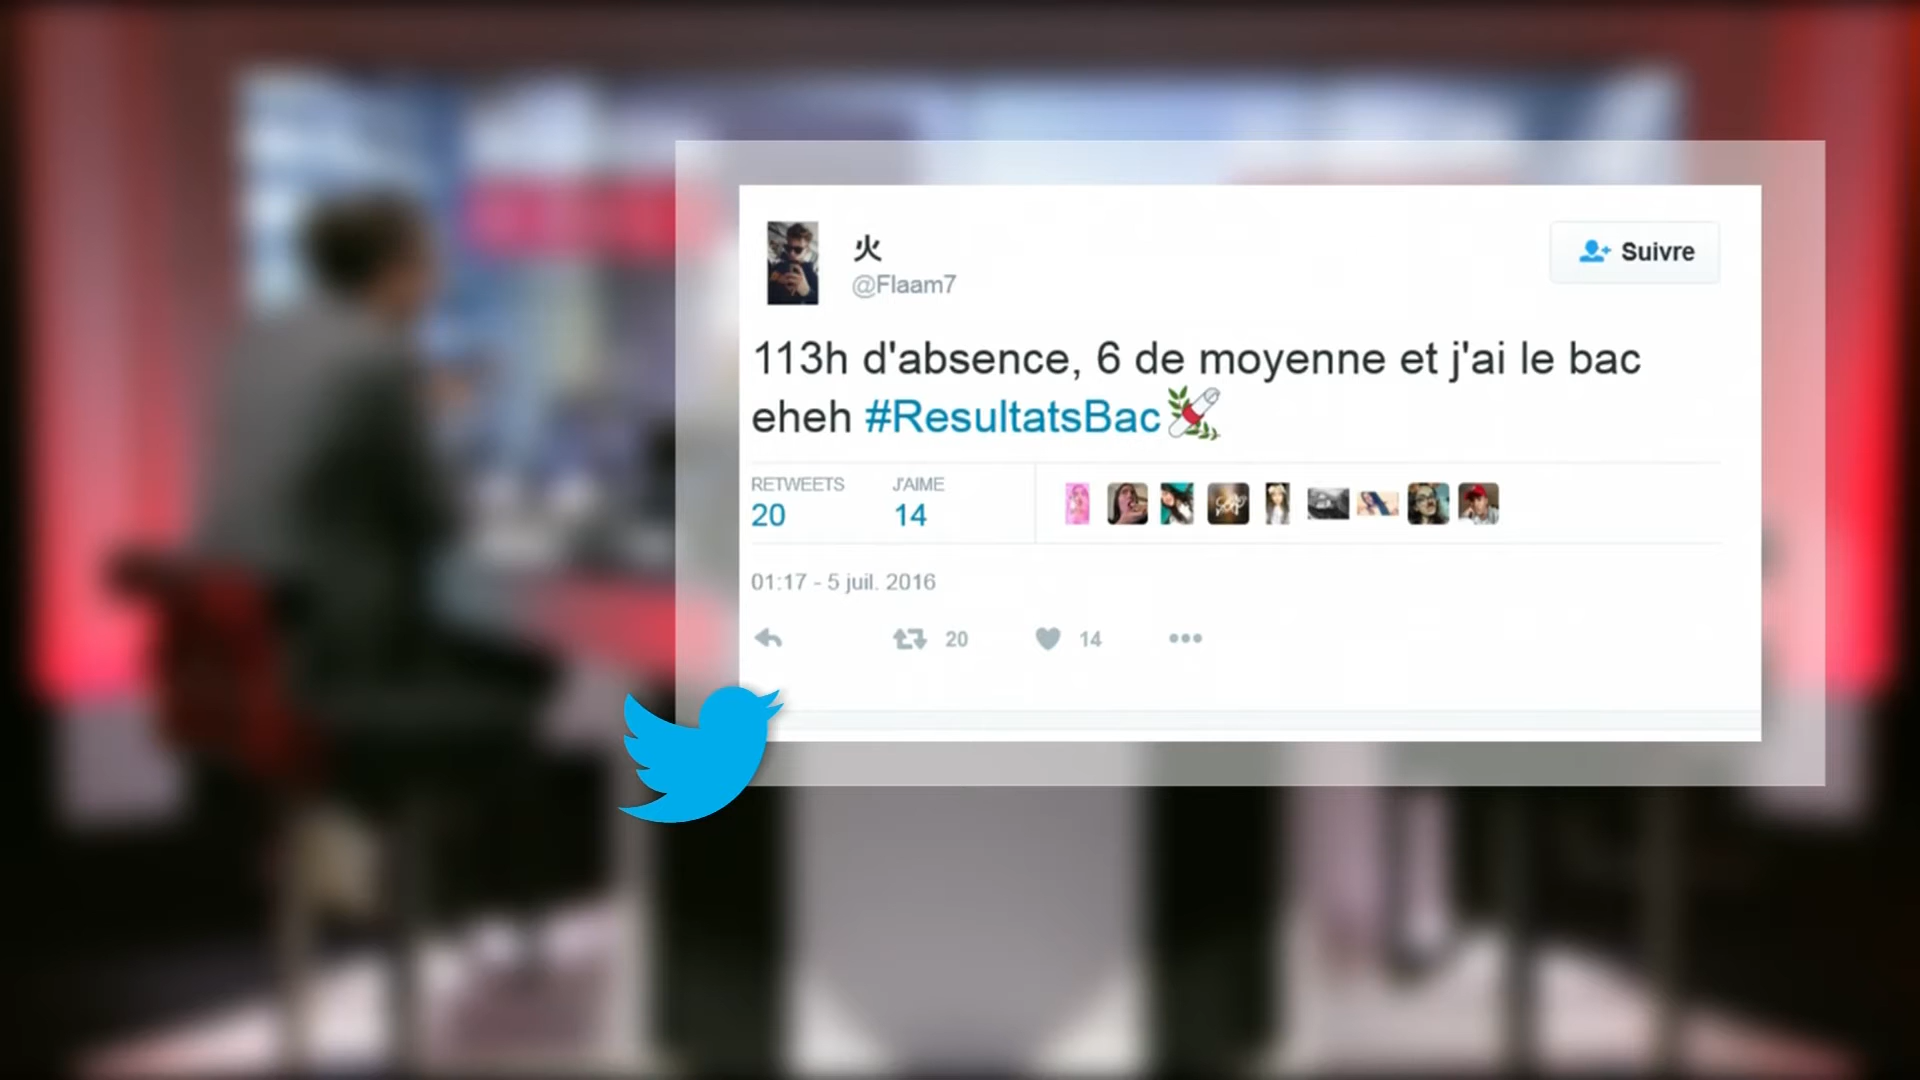 火
@Flaam7
Suivre
113h d'absence, 6 de moyenne et j'ai le bac
eheh #ResultatsBac
RETWEETS
20
J'AIME
14
01:17 - 5 juil. 2016
20
14